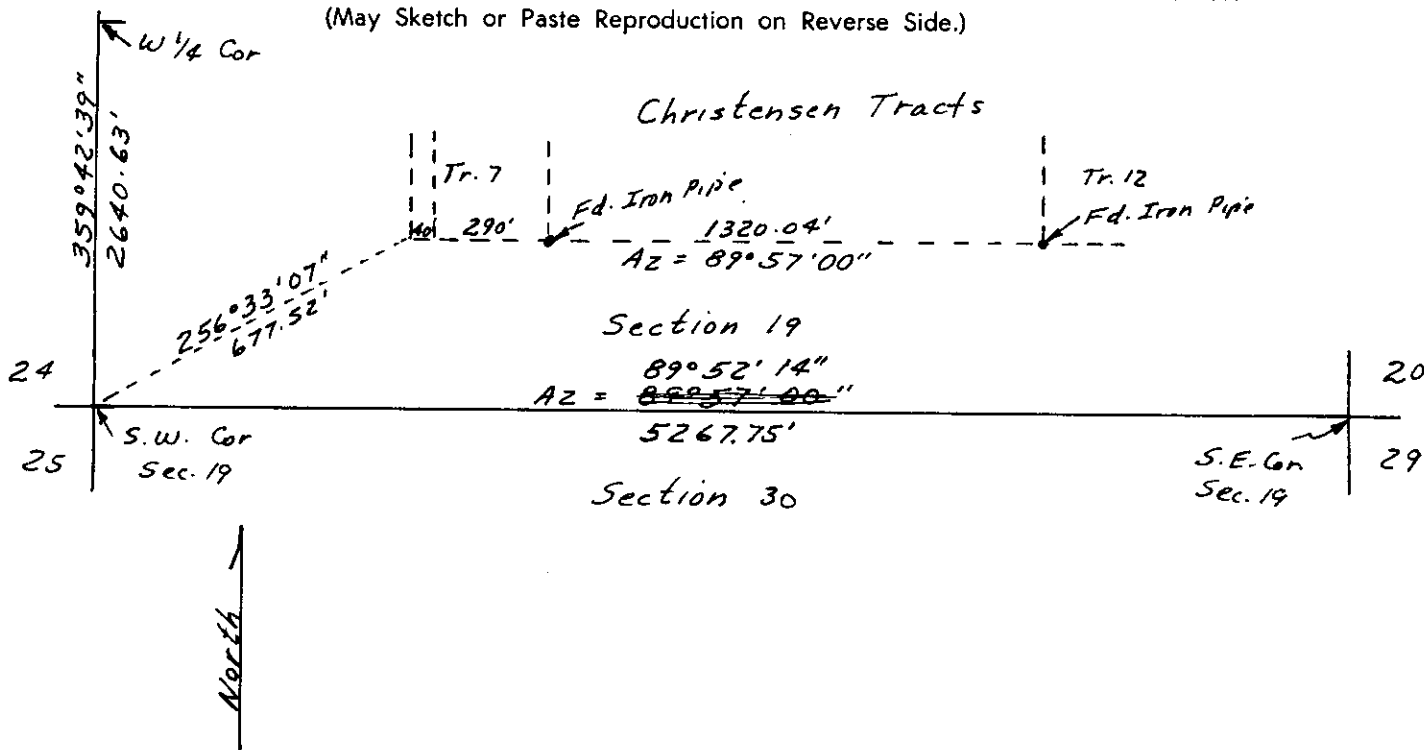 (May Sketch or Paste Reproduction on Reverse Side.)
W 1/4 Cor
359°42'39"
2640.63'
Christensen Tracts
Tr. 7
Fd. Iron Pipe
Tr. 12
Fd. Iron Pipe
40 290' 1320.04'
Az = 89°57'00"
256°33'07"
677.52'
Section 19
89°52'14"
Az = 89°57'00"
5267.75'
24
20
S.W. Cor
Sec. 19
25
S.E. Cor
Sec. 19
29
Section 30
North